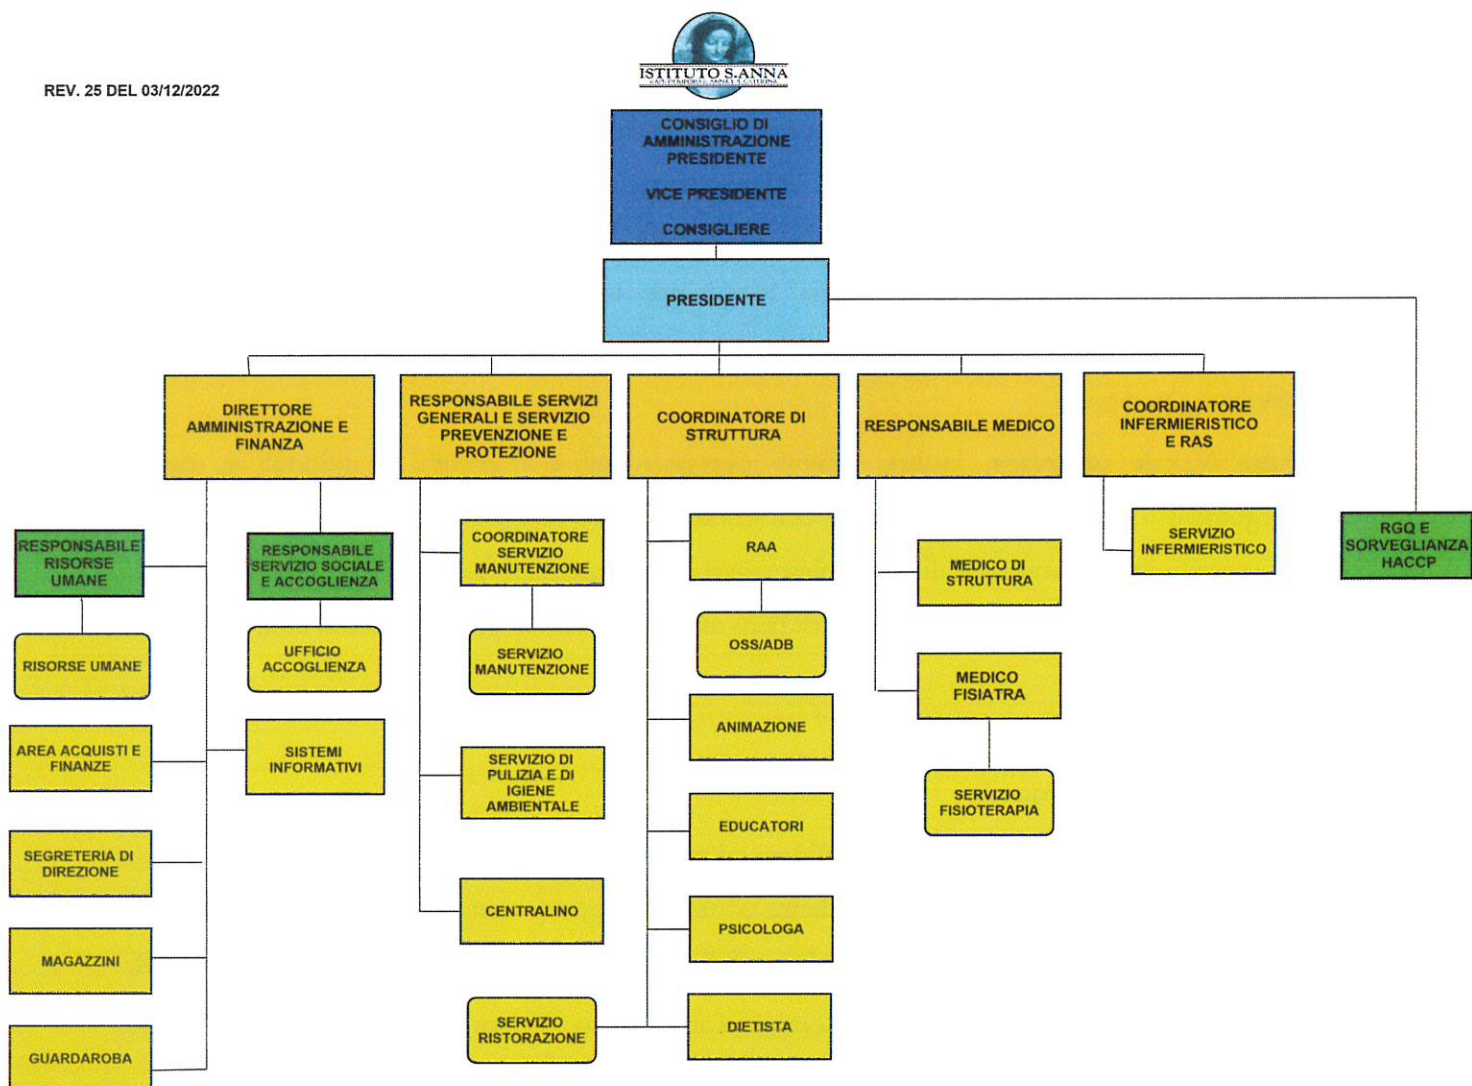 ISTITUTO S.ANNA
REV. 25 DEL 03/12/2022
CONSIGLIO DI
AMMINISTRAZIONE
PRESIDENTE
VICE PRESIDENTE
CONSIGLIERE
PRESIDENTE
DIRETTORE
AMMINISTRAZIONE E
FINANZA
RESPONSABILE SERVIZI
GENERALI E SERVIZIO
PREVENZIONE E
PROTEZIONE
COORDINATORE DI
STRUTTURA
RESPONSABILE MEDICO
COORDINATORE
INFERMIERISTICO
E RAS
RESPONSABILE
RISORSE
UMANE
RESPONSABILE
SERVIZIO SOCIALE
E ACCOGLIENZA
COORDINATORE
SERVIZIO
MANUTENZIONE
RAA
MEDICO DI
STRUTTURA
SERVIZIO
INFERMIERISTICO
RGQ E
SORVEGLIANZA
HACCP
RISORSE UMANE
UFFICIO
ACCOGLIENZA
SERVIZIO
MANUTENZIONE
OSS/ADB
MEDICO
FISIATRA
AREA ACQUISTI E
FINANZE
SISTEMI
INFORMATIVI
SERVIZIO DI
PULIZIA E DI
IGIENE
AMBIENTALE
ANIMAZIONE
SERVIZIO
FISIOTERAPIA
SEGRETERIA DI
DIREZIONE
EDUCATORI
CENTRALINO
PSICOLOGA
MAGAZZINI
SERVIZIO
RISTORAZIONE
DIETISTA
GUARDAROBA